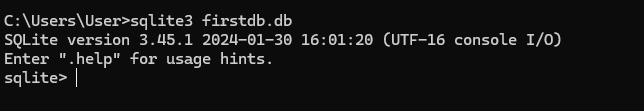 C:\Users\User>sqlite3 firstdb.db
SQLite version 3.45.1 2024-01-30 16:01:20 (UTF-16 console I/O)
Enter ".help" for usage hints.
sqlite>